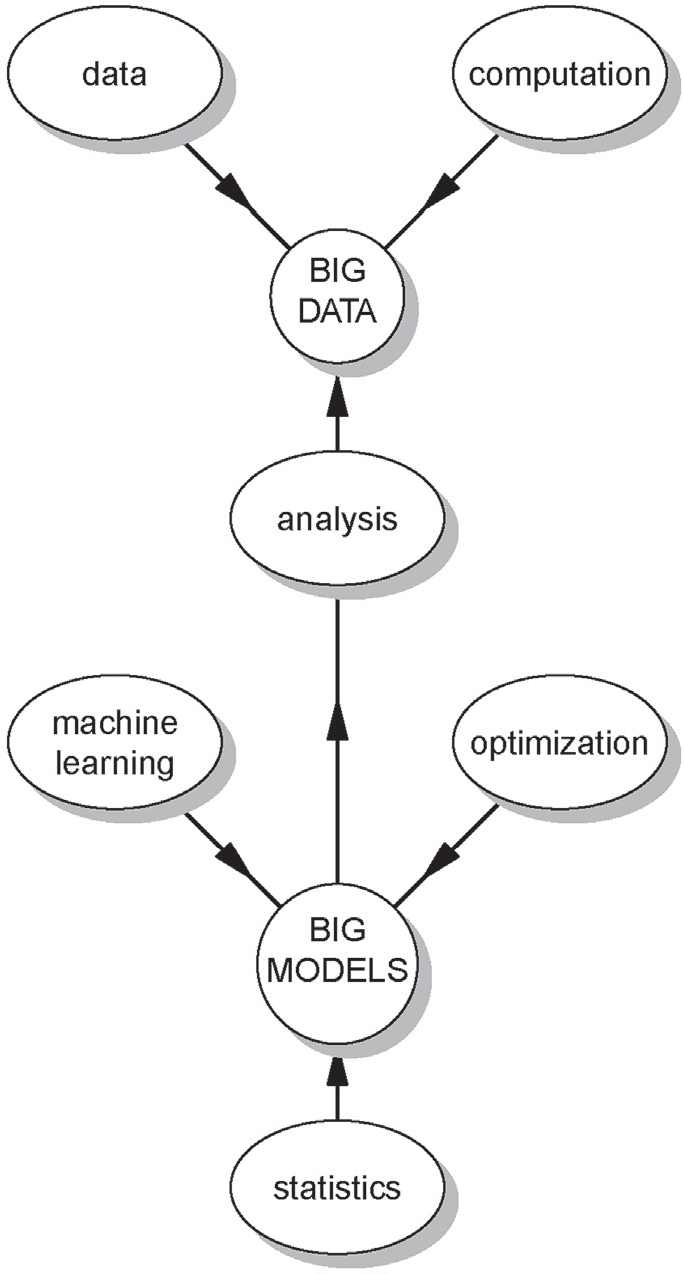 data
computation
BIG
DATA
analysis
machine
learning
optimization
BIG
MODELS
statistics